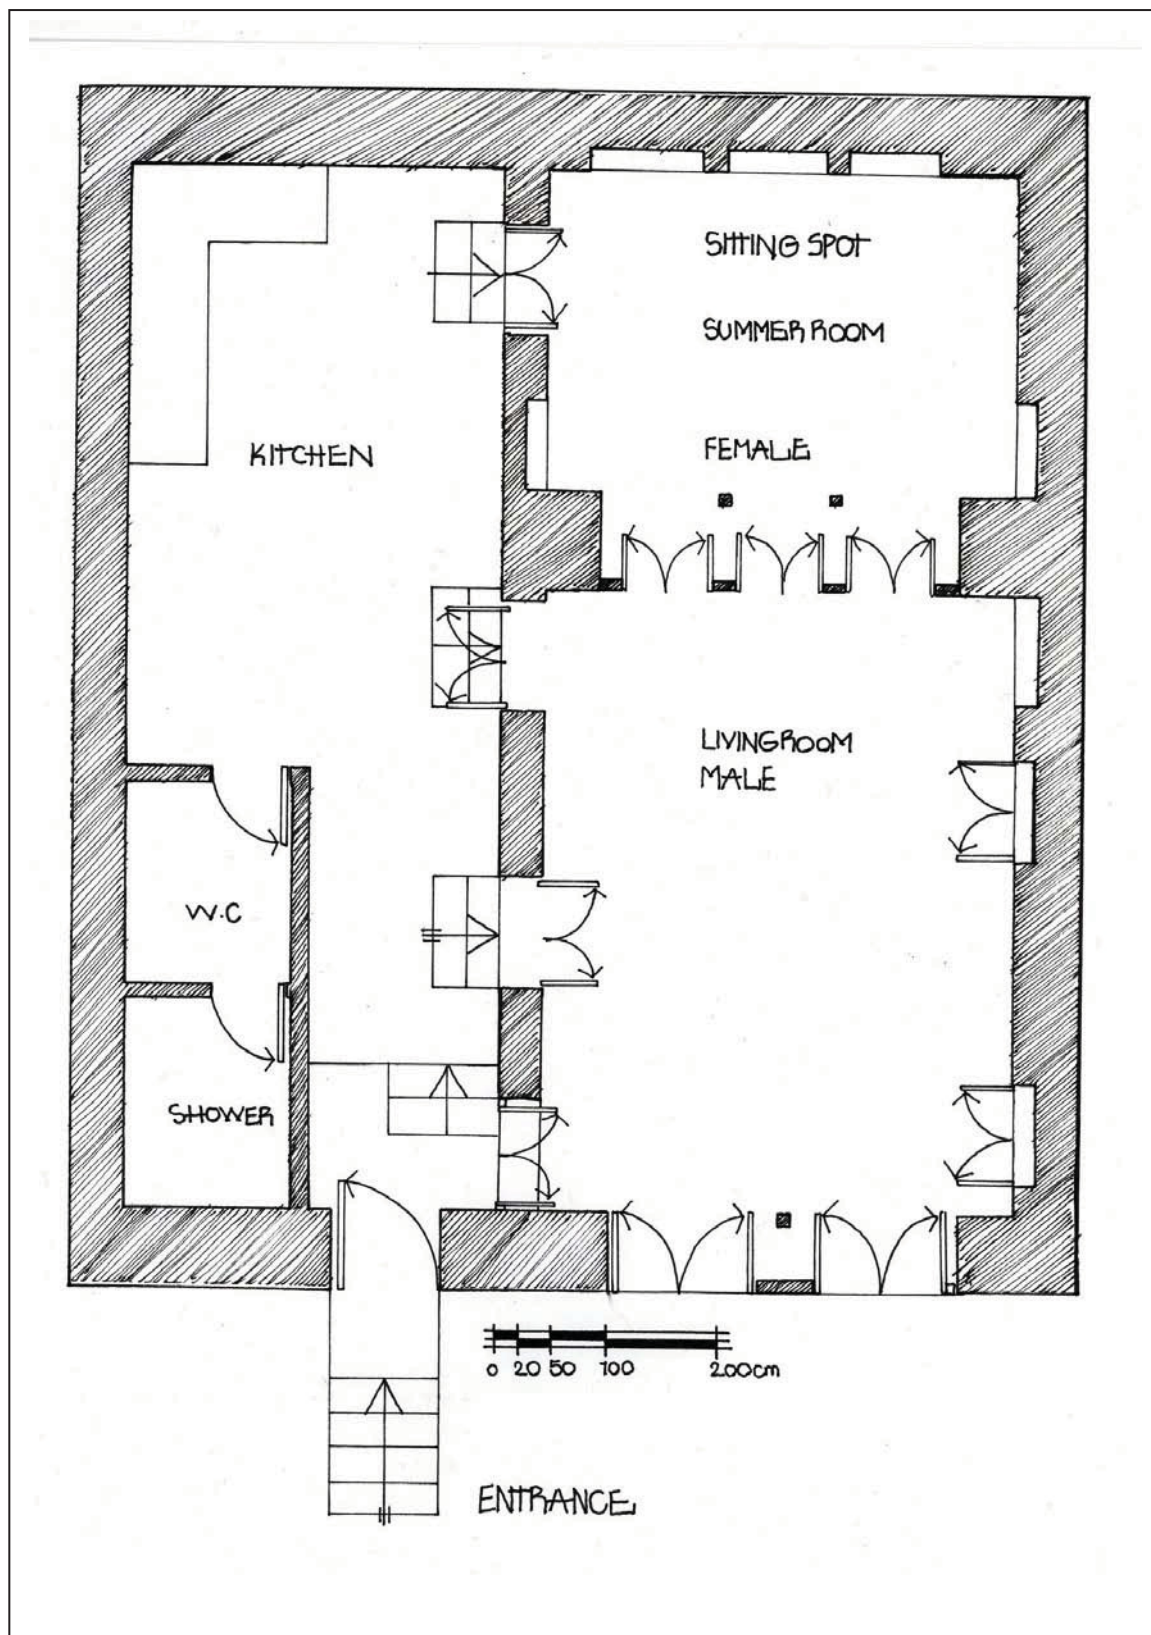 SITTING SPOT
SUMMER ROOM
FEMALE
KITCHEN
LIVINGROOM
MALE
W.C
SHOWER
0 20 50 100 200cm
ENTRANCE